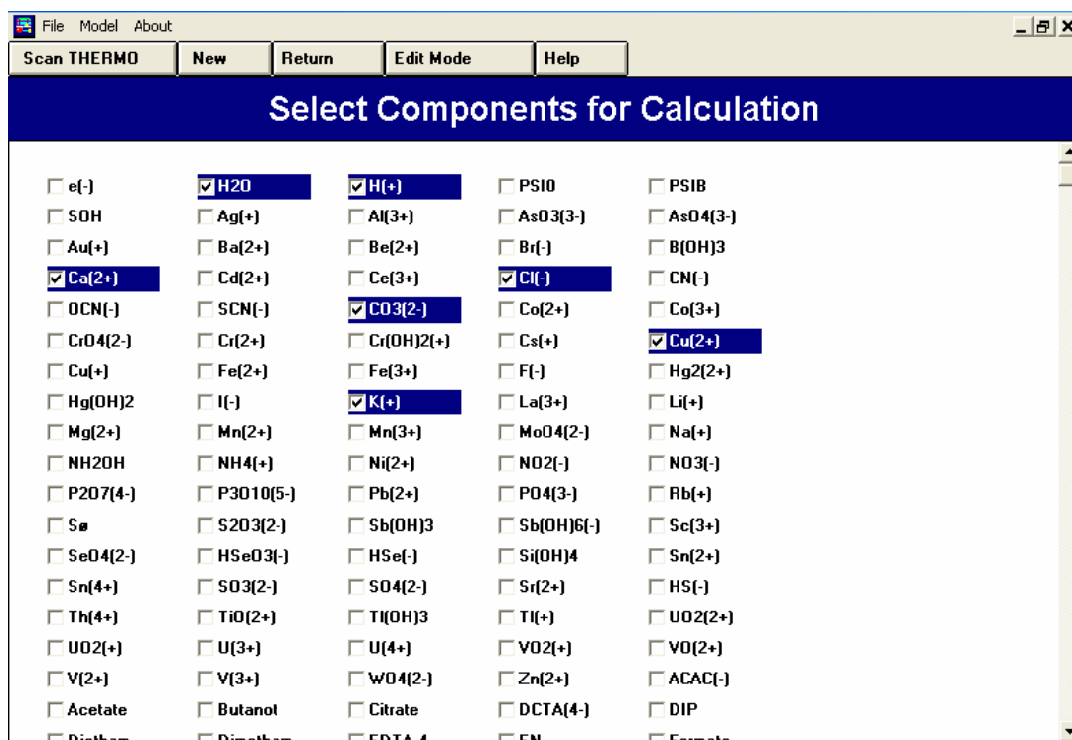 File Model About
Scan THERMO New Return Edit Mode Help
Select Components for Calculation
e(-) H2O H(+) PSI0 PSIB
SOH Ag(+) Al(3+) AsO3(3-) AsO4(3-)
Au(+) Ba(2+) Be(2+) Br(-) B(OH)3
Ca(2+) Cd(2+) Ce(3+) Cl(-) CN(-)
OCN(-) SCN(-) CO3(2-) Co(2+) Co(3+)
CrO4(2-) Cr(2+) Cr(OH)2(+) Cs(+) Cu(2+)
Cu(+) Fe(2+) Fe(3+) F(-) Hg2(2+)
Hg(OH)2 I(-) K(+) La(3+) Li(+)
Mg(2+) Mn(2+) Mn(3+) MoO4(2-) Na(+)
NH2OH NH4(+) Ni(2+) NO2(-) NO3(-)
P2O7(4-) P3O10(5-) Pb(2+) PO4(3-) Rb(+)
Sø S2O3(2-) Sb(OH)3 Sb(OH)6(-) Sc(3+)
SeO4(2-) HSeO3(-) HSe(-) Si(OH)4 Sn(2+)
Sn(4+) SO3(2-) SO4(2-) Sr(2+) HS(-)
Th(4+) TiO(2+) Tl(OH)3 Tl(+) UO2(2+)
UO2(+) U(3+) U(4+) VO2(+) VO(2+)
V(2+) V(3+) WO4(2-) Zn(2+) ACAC(-)
Acetate Butanol Citrate DCTA(4-) DIP